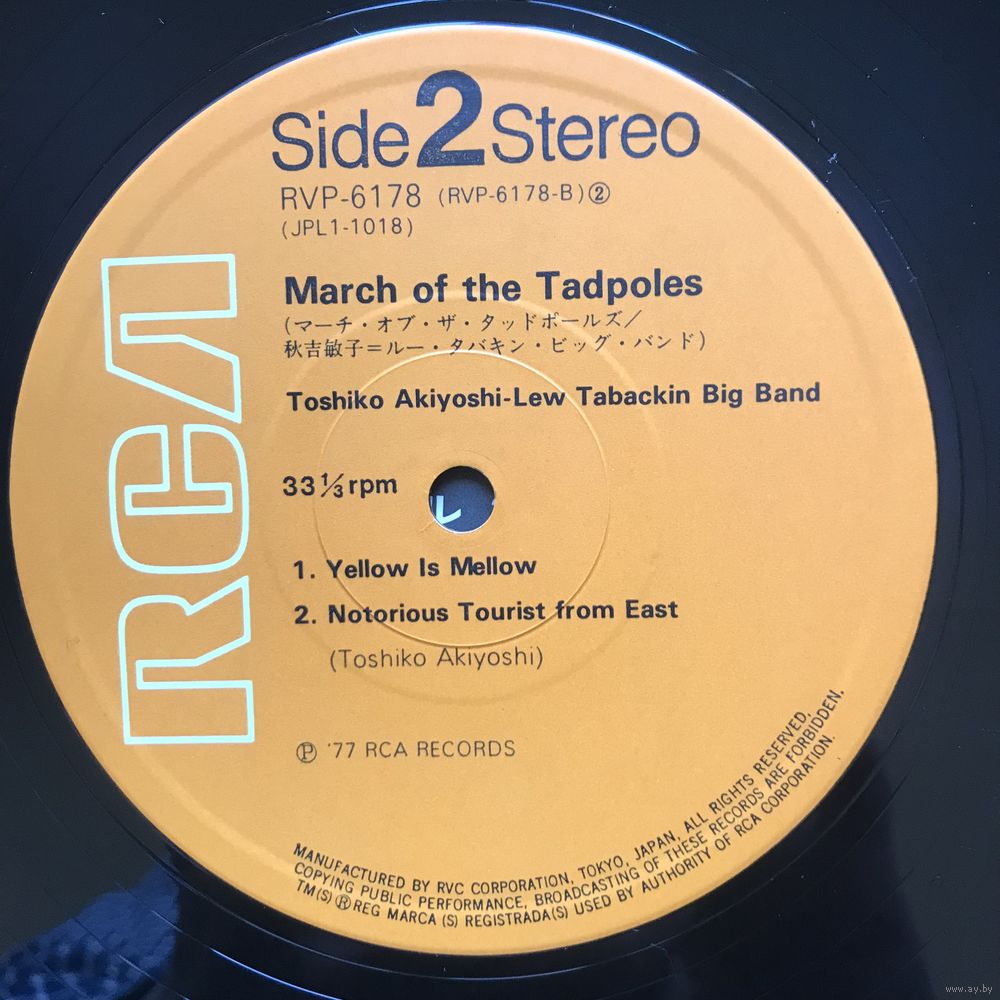 Side 2 Stereo
RVP-6178 (RVP-6178-B)②
(JPL1-1018)
March of the Tadpoles
(マーチ・オブ・ザ・タッドポールズ/
秋吉敏子=ルー・タバキン・ビッグ・バンド)
Toshiko Akiyoshi-Lew Tabackin Big Band
33⅓rpm
1. Yellow Is Mellow
2. Notorious Tourist from East
(Toshiko Akiyoshi)
Ⓟ '77 RCA RECORDS
RCA
MANUFACTURED BY RVC CORPORATION, TOKYO, JAPAN, ALL RIGHTS RESERVED,
COPYING PUBLIC PERFORMANCE, BROADCASTING OF THESE RECORDS ARE FORBIDDEN.
TM(S) ® REG MARCA (S) REGISTRADA(S) USED BY AUTHORITY OF RCA CORPORATION.
www.ay.by